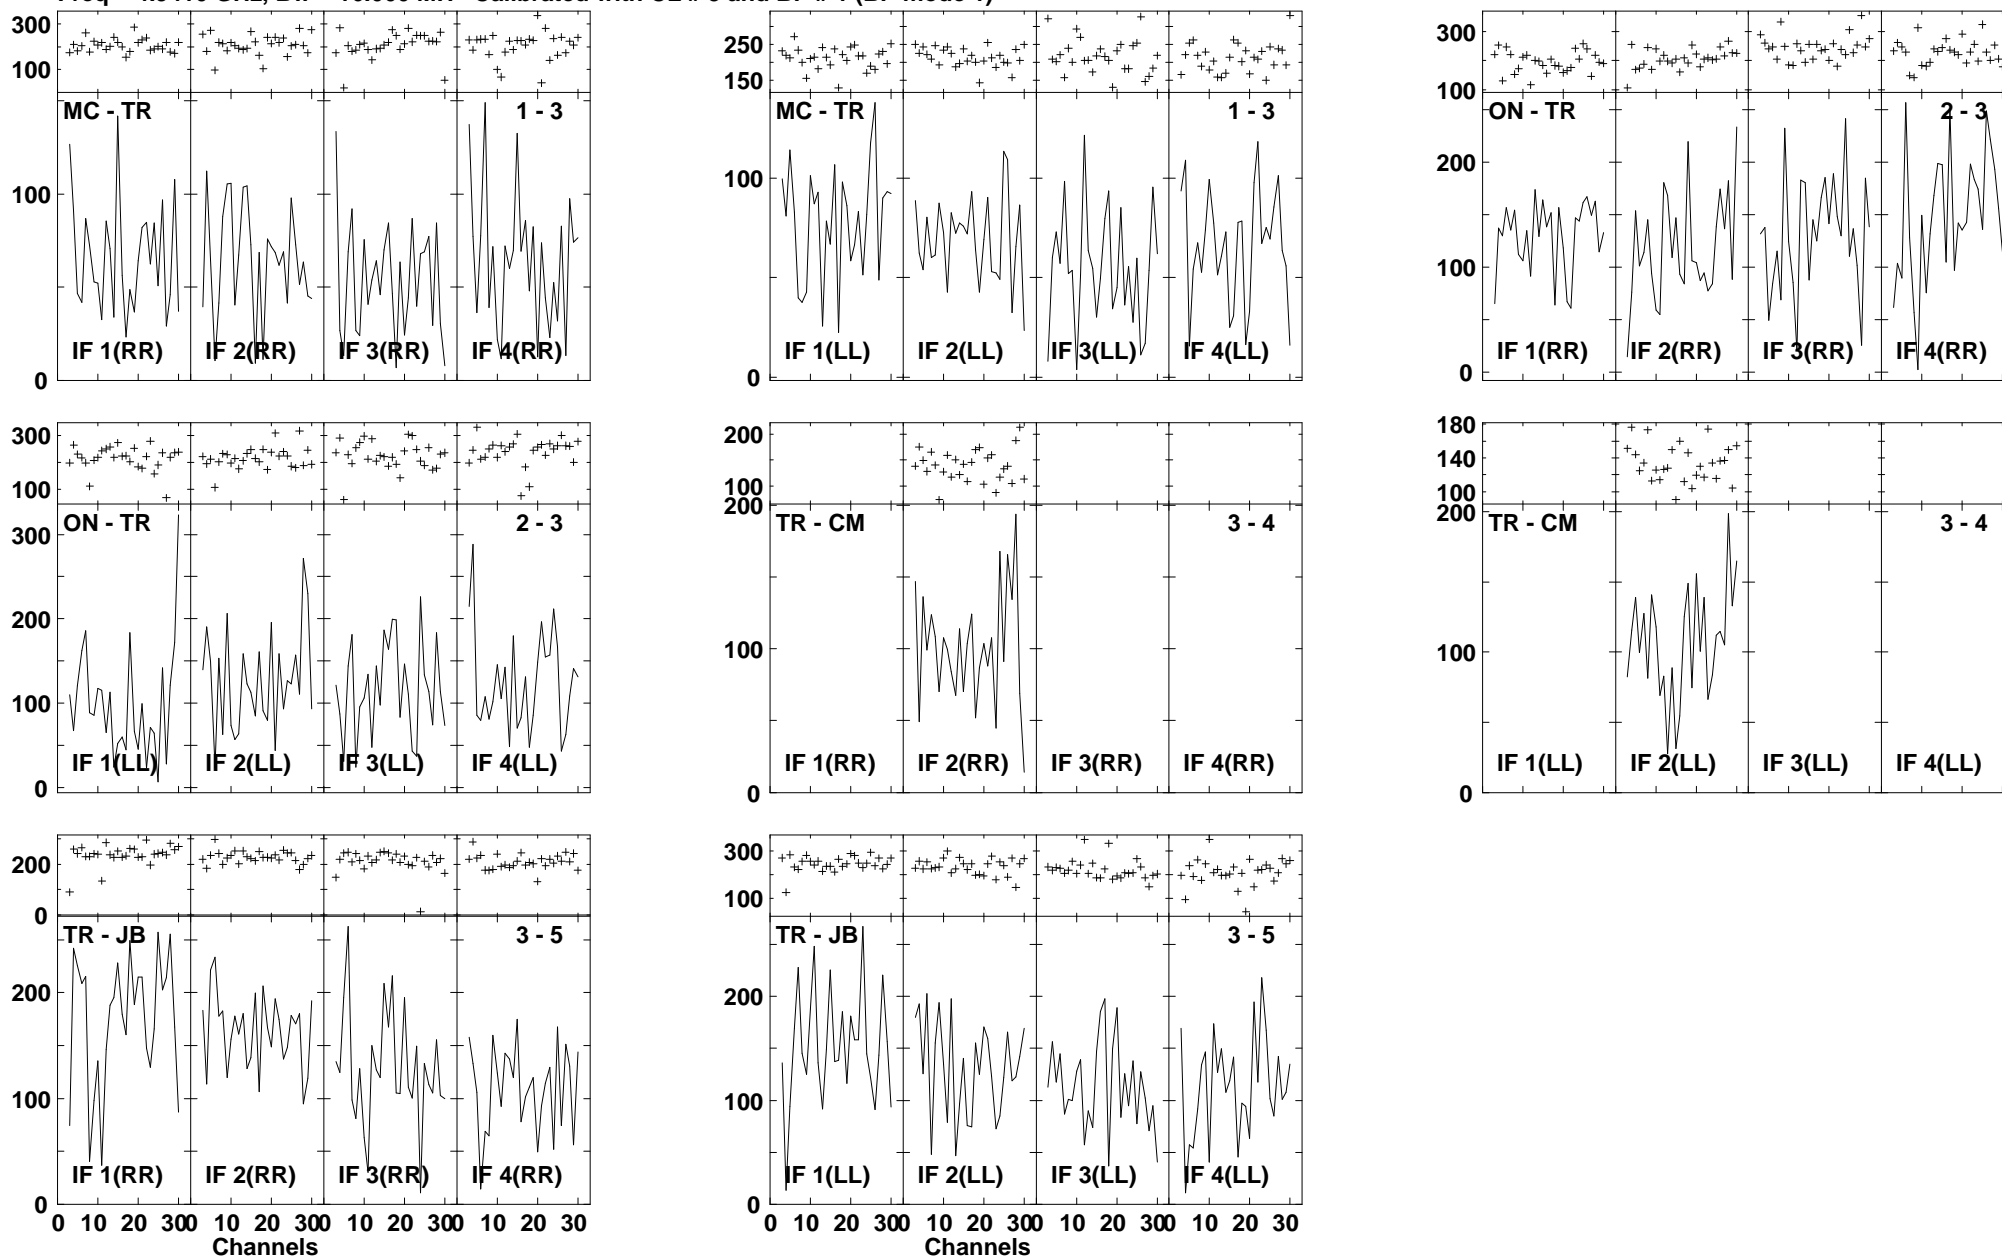 300
100
MC - TR 1 - 3
100
0
IF 1(RR) IF 2(RR) IF 3(RR) IF 4(RR)
250
150
MC - TR 1 - 3
100
0
IF 1(LL) IF 2(LL) IF 3(LL) IF 4(LL)
300
100
ON - TR 2 - 3
200
100
0
IF 1(RR) IF 2(RR) IF 3(RR) IF 4(RR)
300
100
ON - TR 2 - 3
300
200
100
0
IF 1(LL) IF 2(LL) IF 3(LL) IF 4(LL)
200
100
200
TR - CM 3 - 4
100
0
IF 1(RR) IF 2(RR) IF 3(RR) IF 4(RR)
180
140
100
200
TR - CM 3 - 4
100
0
IF 1(LL) IF 2(LL) IF 3(LL) IF 4(LL)
200
0
TR - JB 3 - 5
200
100
0
IF 1(RR) IF 2(RR) IF 3(RR) IF 4(RR)
0 10 20 30 0 10 20 30 0 10 20 30 0 10 20 30
Channels
300
100
TR - JB 3 - 5
200
100
0
IF 1(LL) IF 2(LL) IF 3(LL) IF 4(LL)
0 10 20 30 0 10 20 30 0 10 20 30 0 10 20 30
Channels